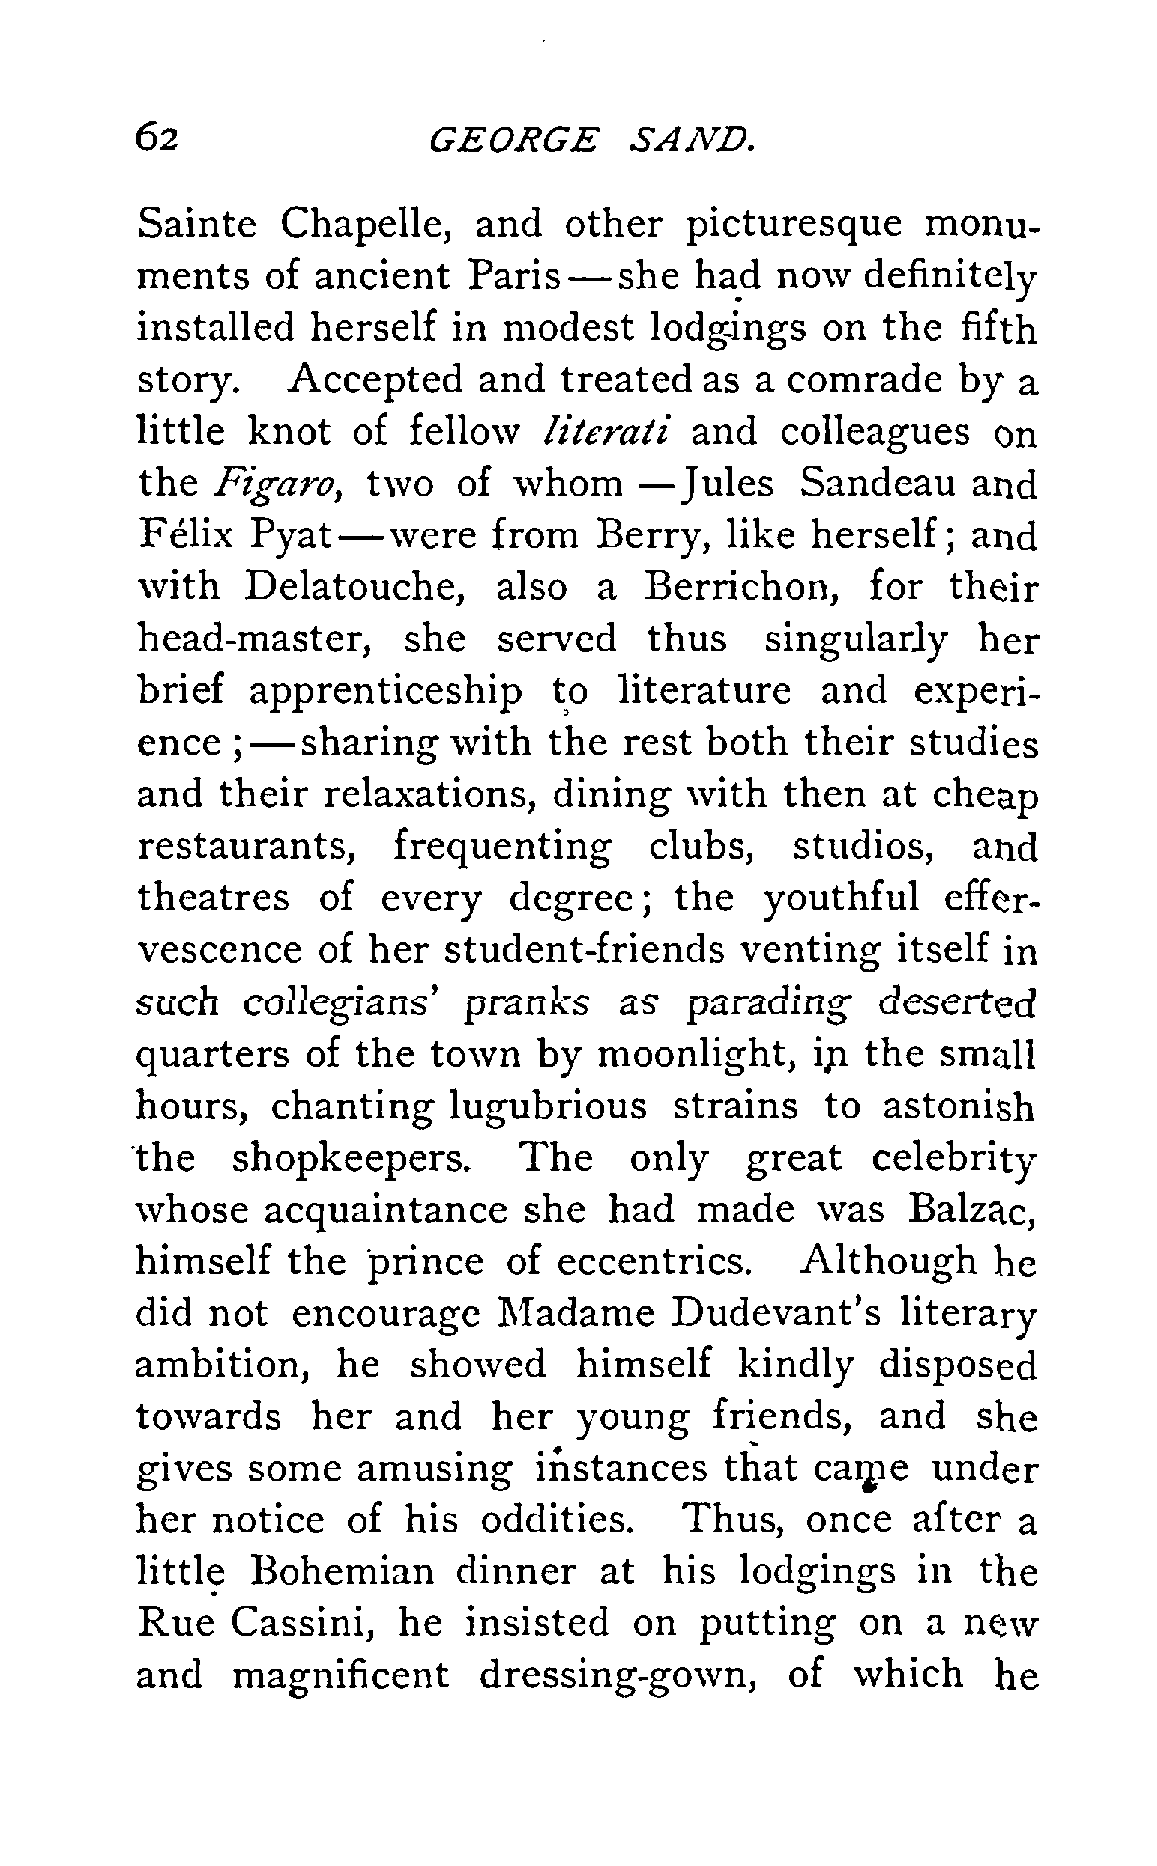 62 GEORGE SAND.
Sainte Chapelle, and other picturesque monu-
ments of ancient Paris—she had now definitely
installed herself in modest lodgings on the fifth
story. Accepted and treated as a comrade by a
little knot of fellow literati and colleagues on
the Figaro, two of whom —Jules Sandeau and
Félix Pyat—were from Berry, like herself; and
with Delatouche, also a Berrichon, for their
head-master, she served thus singularly her
brief apprenticeship to literature and experi-
ence ;—sharing with the rest both their studies
and their relaxations, dining with then at cheap
restaurants, frequenting clubs, studios, and
theatres of every degree; the youthful effer-
vescence of her student-friends venting itself in
such collegians' pranks as parading deserted
quarters of the town by moonlight, in the small
hours, chanting lugubrious strains to astonish
the shopkeepers. The only great celebrity
whose acquaintance she had made was Balzac,
himself the prince of eccentrics. Although he
did not encourage Madame Dudevant's literary
ambition, he showed himself kindly disposed
towards her and her young friends, and she
gives some amusing instances that came under
her notice of his oddities. Thus, once after a
little Bohemian dinner at his lodgings in the
Rue Cassini, he insisted on putting on a new
and magnificent dressing-gown, of which he